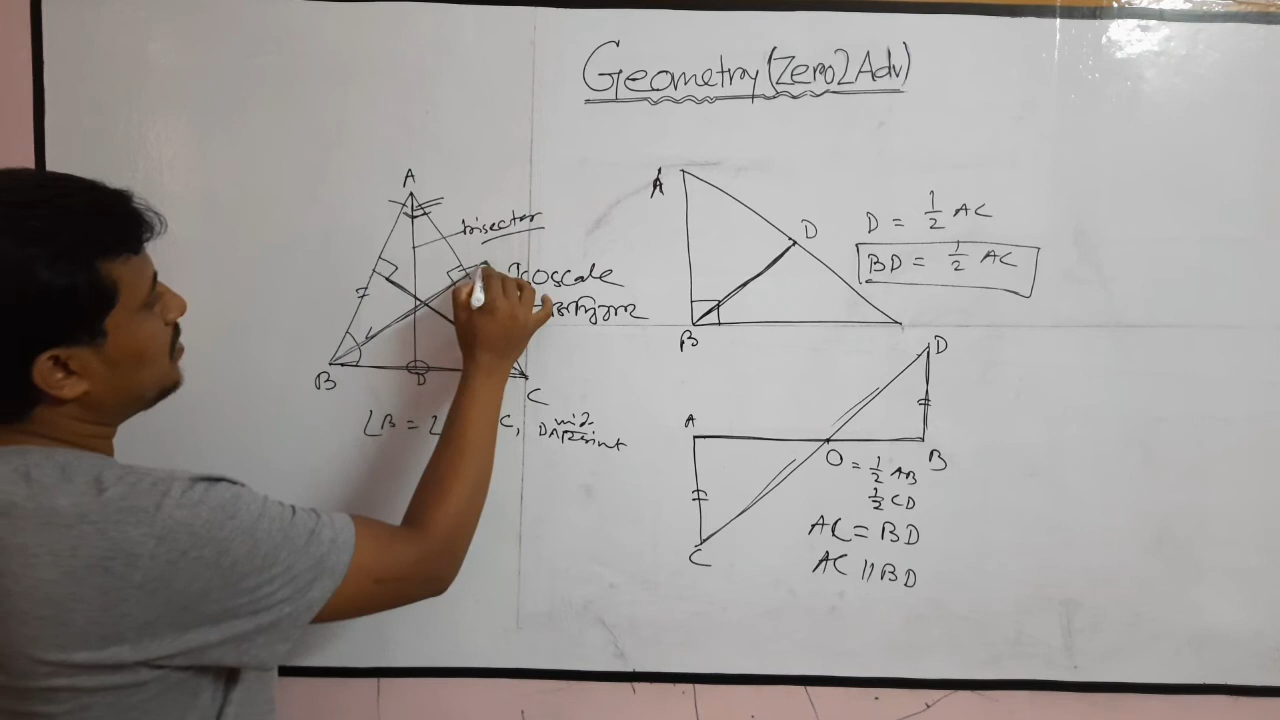 Geometry (Zero2Adv)
A
bisector
Isoscale
B
D
C
∠B = ∠ C, mid
point
A
D
B
D = 1/2 AC
BD = 1/2 AC
D
A
O = 1/2 AB
B
1/2 CD
C
AC = BD
AC || BD